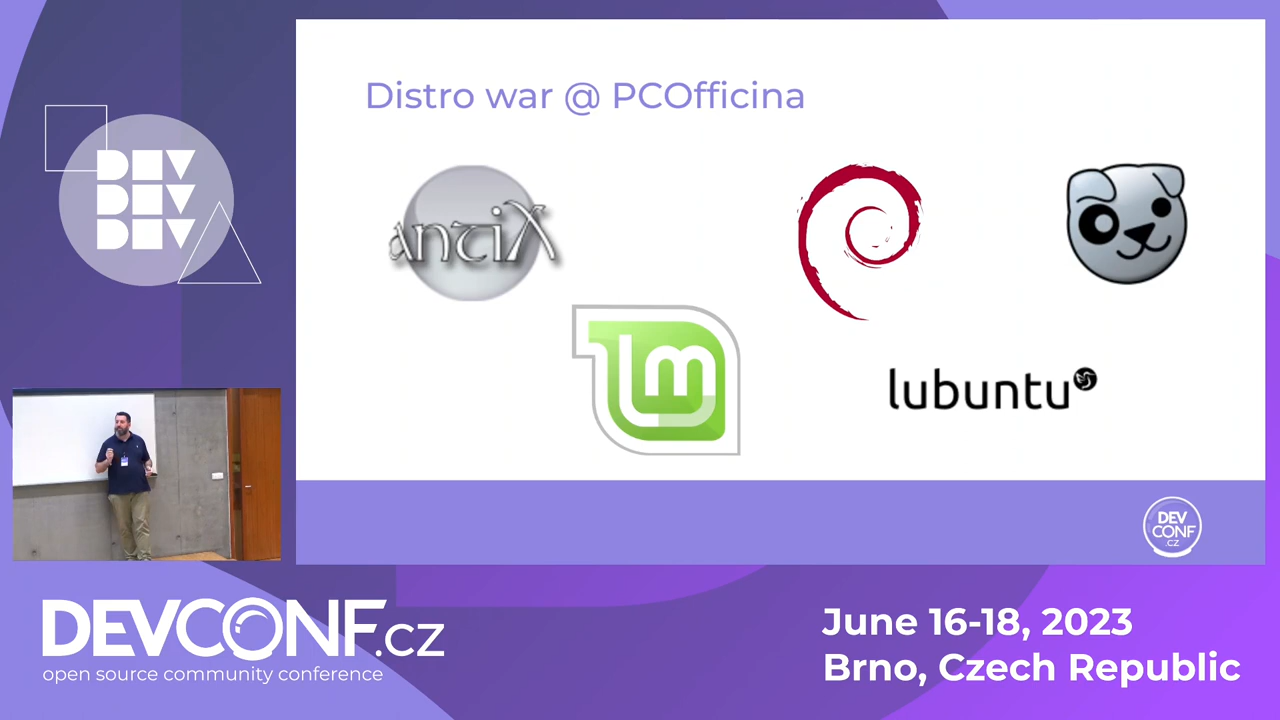 Distro war @ PCOfficina
DEV
DEV
DEV
antiX
lm
lubuntu
DEV
CONF
.CZ
DEVCONF.cz
open source community conference
June 16-18, 2023
Brno, Czech Republic